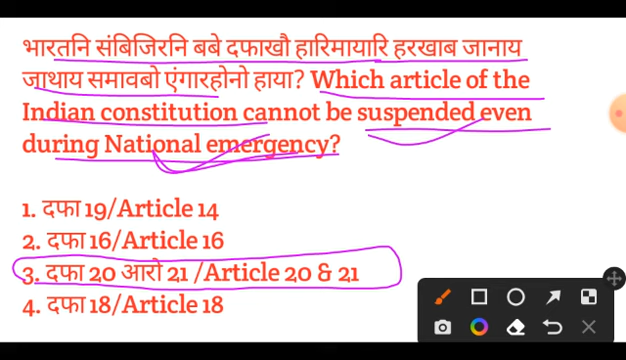 भारतनि संबिजिरनि बबे दफाखौ हारिमायारि हरखाब जानाय
जाथाय समावबो एंगारहोनो हाया? Which article of the
Indian constitution cannot be suspended even
during National emergency?
1. दफा 19/Article 14
2. दफा 16/Article 16
3. दफा 20 आरो 21 /Article 20 & 21
4. दफा 18/Article 18